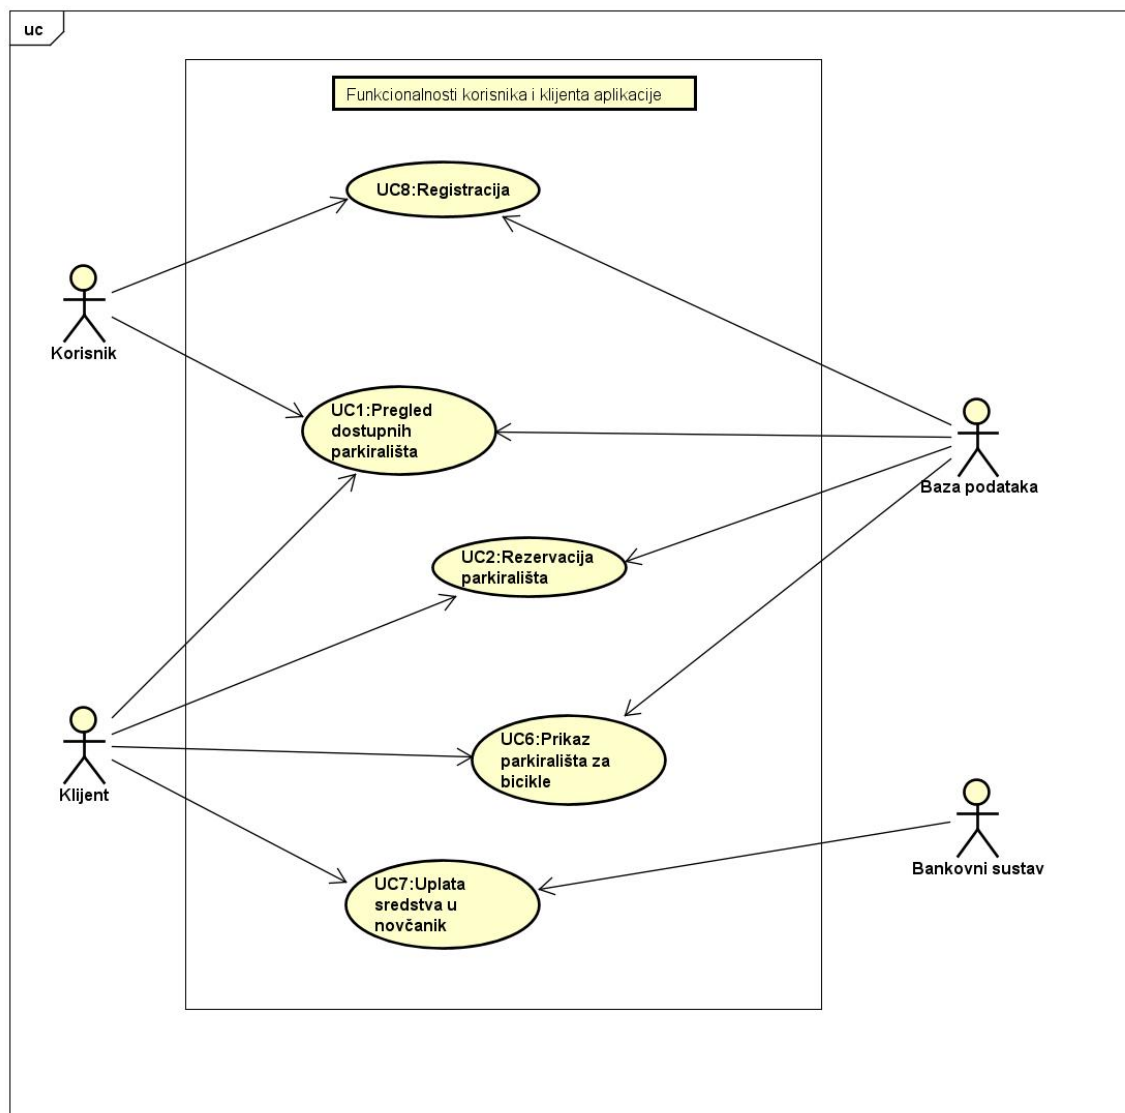 uc
Funkcionalnosti korisnika i klijenta aplikacije
UC8:Registracija
Korisnik
UC1:Pregled
dostupnih
parkirališta
Baza podataka
UC2:Rezervacija
parkirališta
UC6:Prikaz
parkirališta za
bicikle
Klijent
Bankovni sustav
UC7:Uplata
sredstva u
novčanik